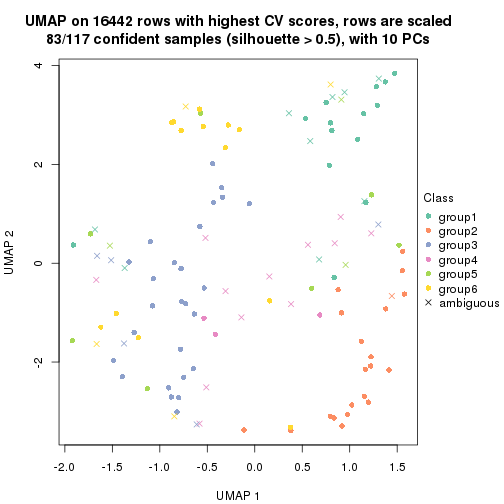 UMAP on 16442 rows with highest CV scores, rows are scaled
83/117 confident samples (silhouette > 0.5), with 10 PCs
4
2
0
-2
UMAP 2
-2.0
-1.5
-1.0
-0.5
0.0
0.5
1.0
1.5
UMAP 1
Class
group1
group2
group3
group4
group5
group6
ambiguous